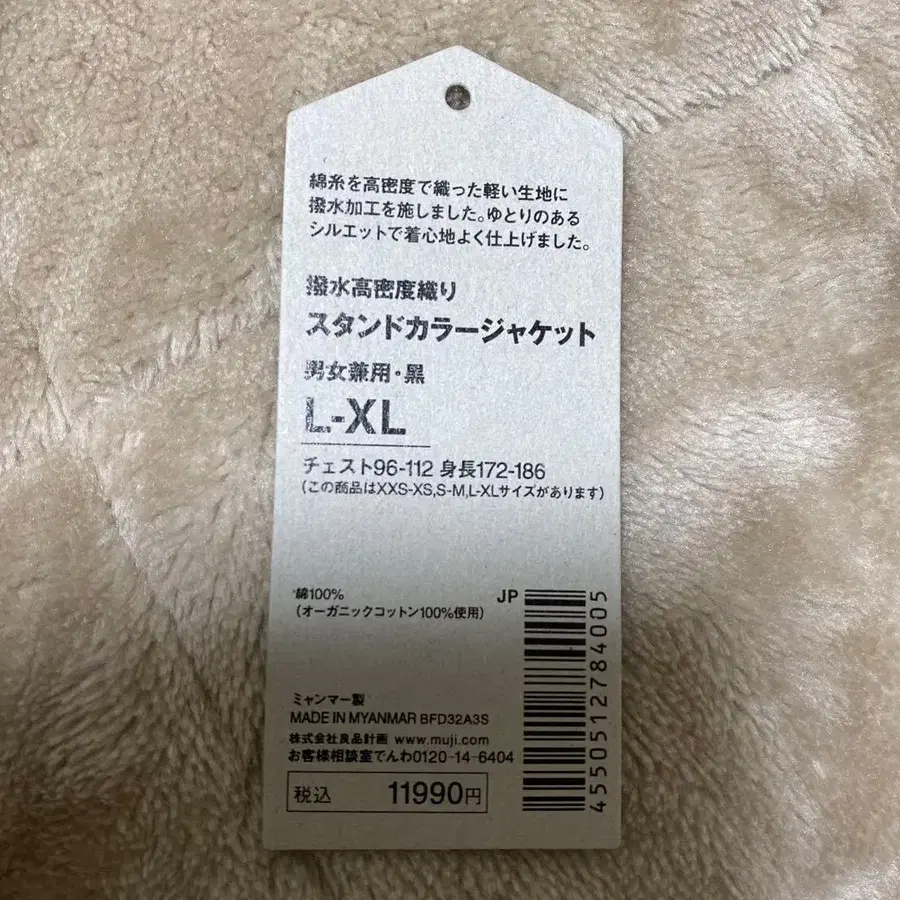 綿糸を高密度で織った軽い生地に
撥水加工を施しました。ゆとりのある
シルエットで着心地よく仕上げました。
撥水高密度織り
スタンドカラージャケット
男女兼用・黒
L-XL
チェスト96-112 身長172-186
(この商品はXXS-XS,S-M,L-XLサイズがあります)
綿100%
(オーガニックコットン100%使用)
JP
4550512784005
ミャンマー製
MADE IN MYANMAR BFD32A3S
株式会社良品計画 www.muji.com
お客様相談室でんわ0120-14-6404
税込 11990円